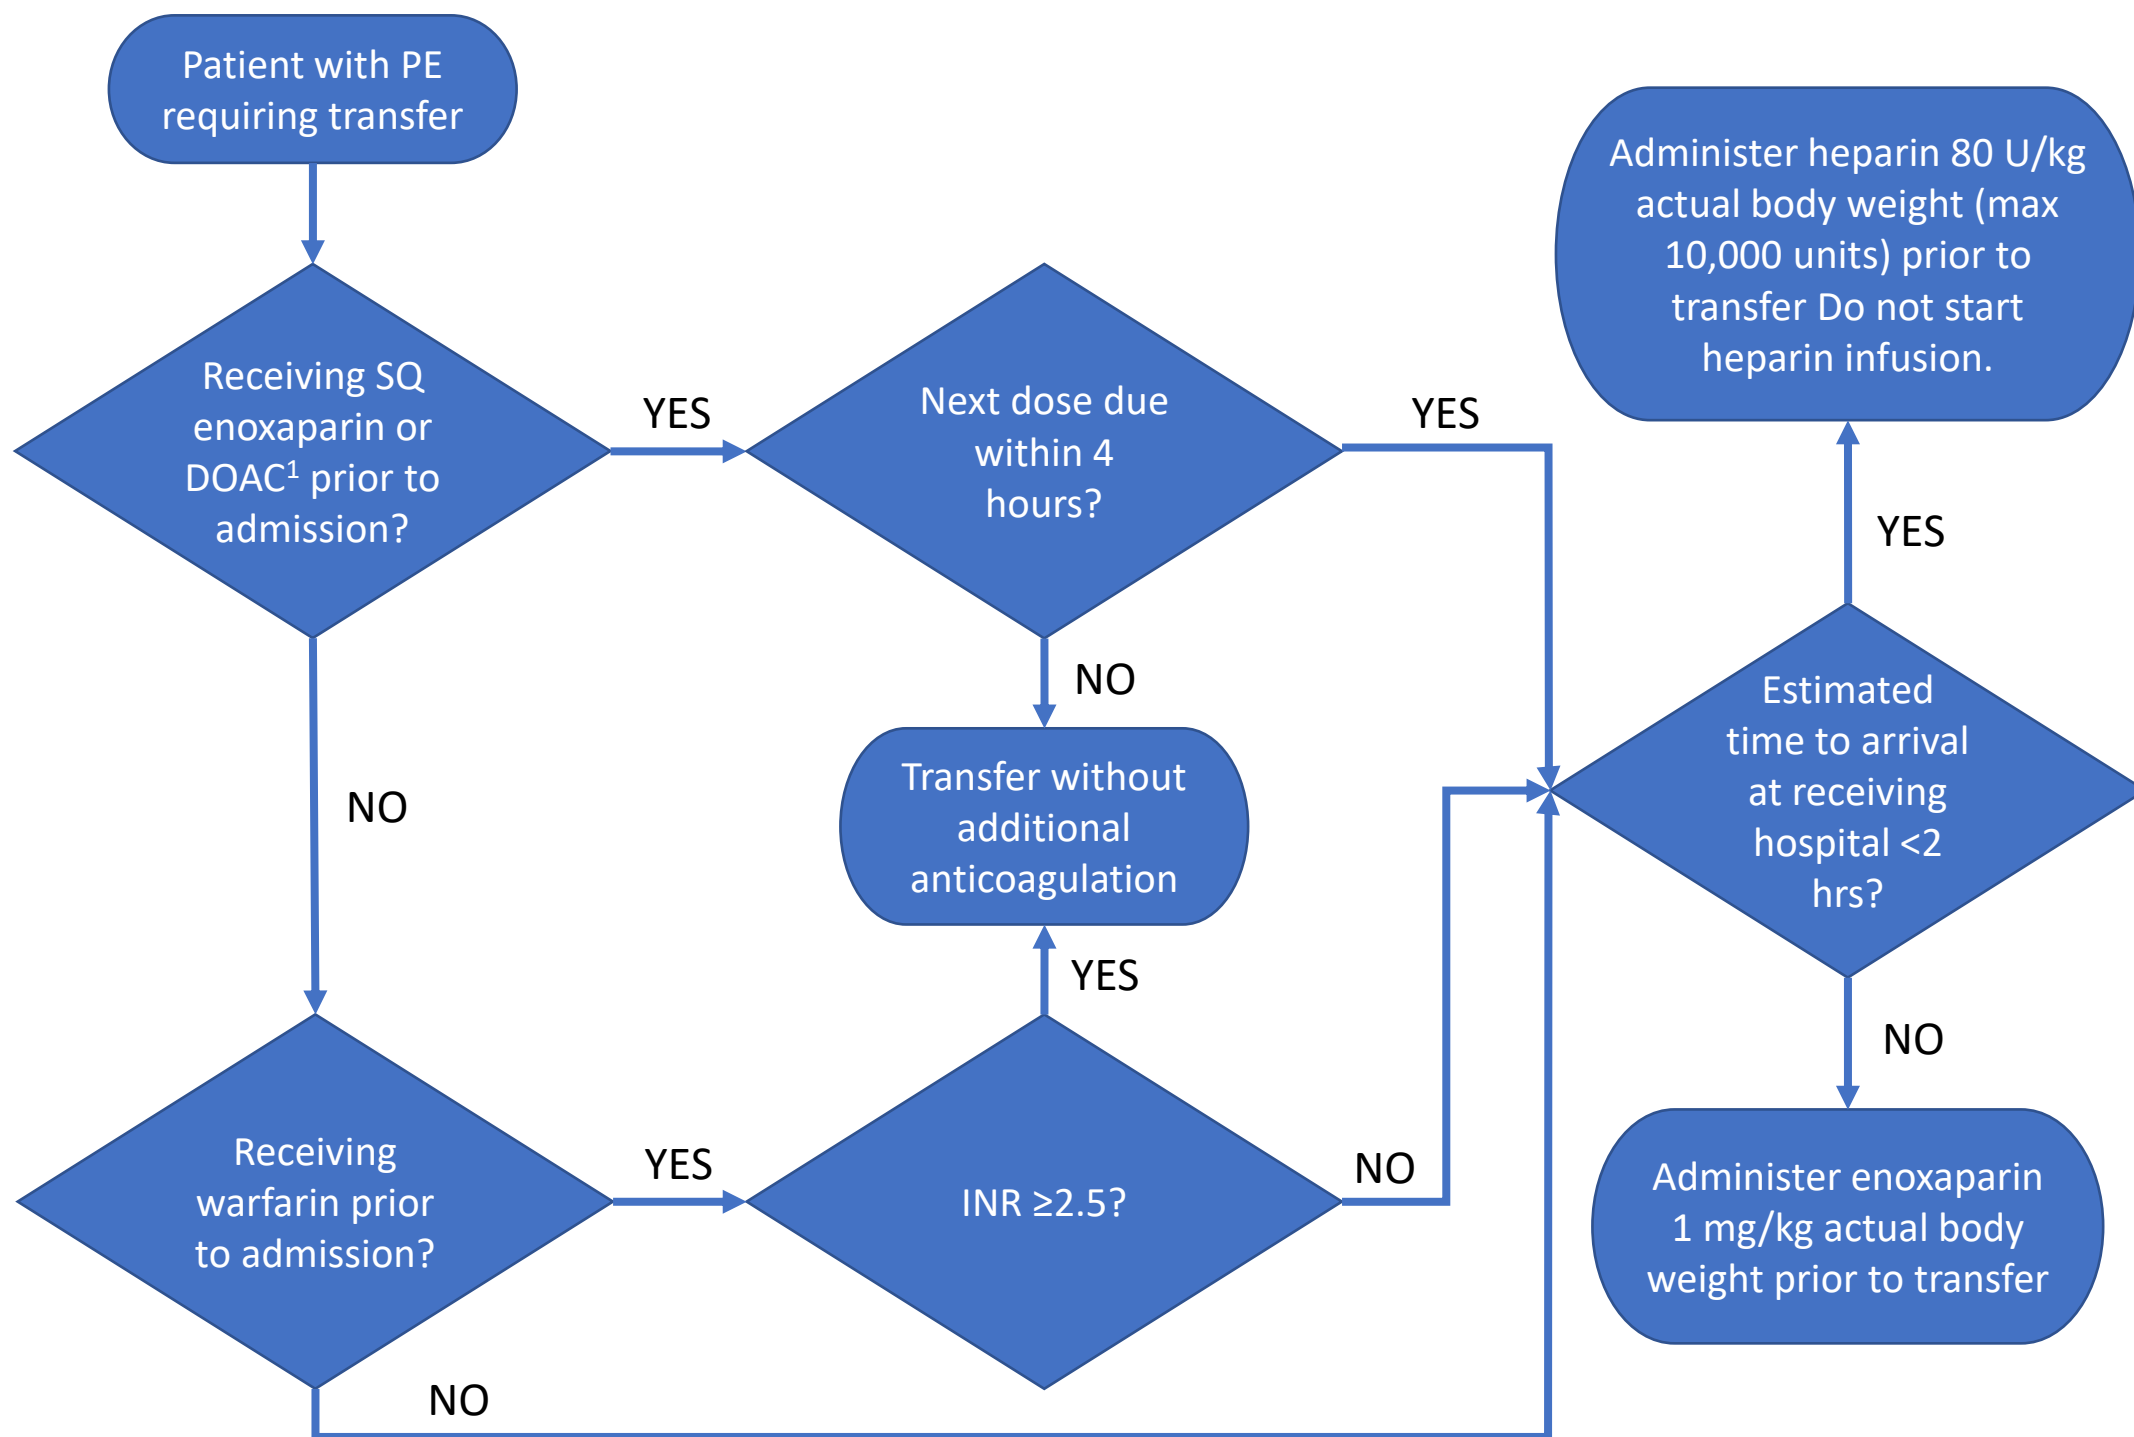 Patient with PE
requiring transfer
Receiving SQ
enoxaparin or
DOAC¹ prior to
admission?
YES
Next dose due
within 4
hours?
YES
Administer heparin 80 U/kg
actual body weight (max
10,000 units) prior to
transfer Do not start
heparin infusion.
YES
NO
Transfer without
additional
anticoagulation
Estimated
time to arrival
at receiving
hospital <2
hrs?
NO
YES
NO
Receiving
warfarin prior
to admission?
YES
INR ≥2.5?
NO
Administer enoxaparin
1 mg/kg actual body
weight prior to transfer
NO